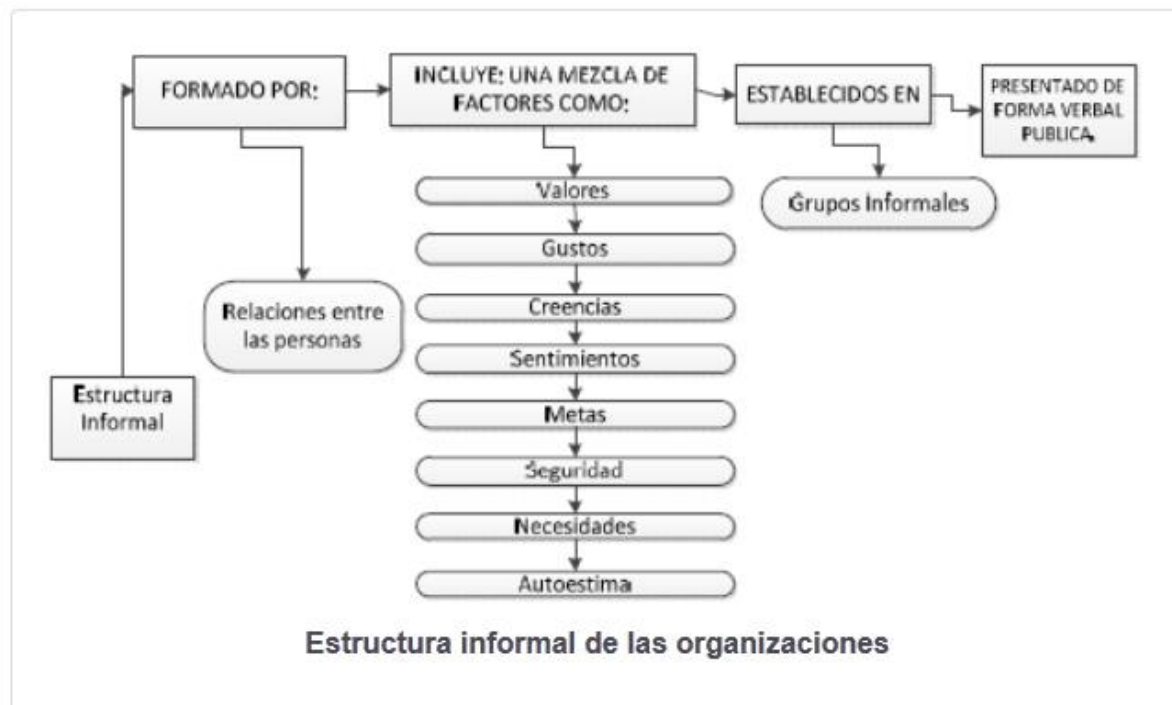 FORMADO POR:
INCLUYE: UNA MEZCLA DE
FACTORES COMO:
ESTABLECIDOS EN
PRESENTADO DE
FORMA VERBAL
PUBLICA.
Valores
Grupos Informales
Gustos
Creencias
Relaciones entre
las personas
Sentimientos
Estructura
Informal
Metas
Seguridad
Necesidades
Autoestima
Estructura informal de las organizaciones